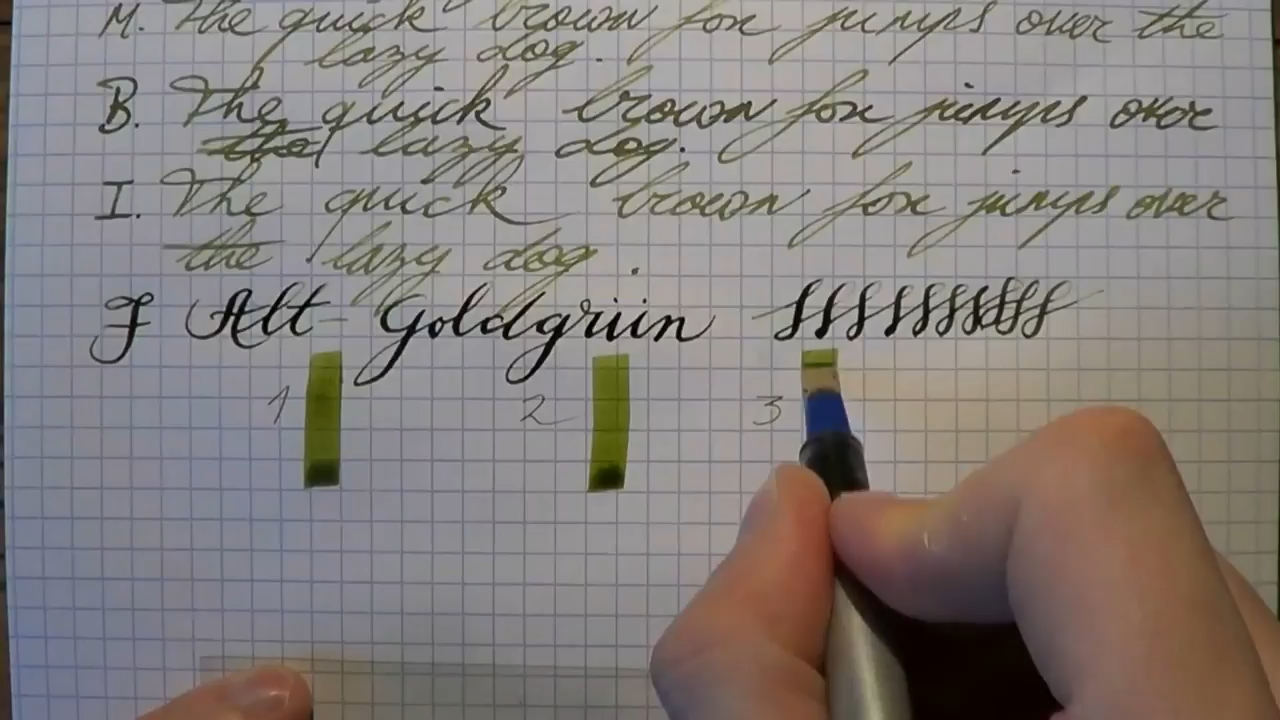 M. The quick brown fox jumps over the
lazy dog.
B. The quick brown fox jumps over
the lazy dog.
I. The quick brown fox jumps over
the lazy dog.
F Alt-Goldgrün fffffffffff
1 2 3